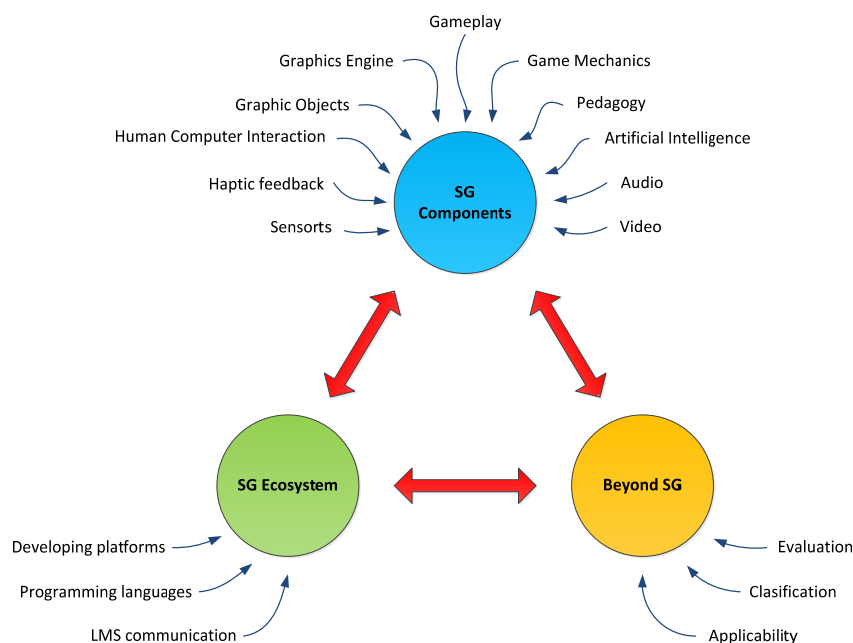 Gameplay
Graphics Engine
Game Mechanics
Graphic Objects
Pedagogy
Human Computer Interaction
Artificial Intelligence
Haptic feedback
Audio
Sensorts
Video
SG
Components
SG Ecosystem
Beyond SG
Developing platforms
Evaluation
Programming languages
Clasification
LMS communication
Applicability